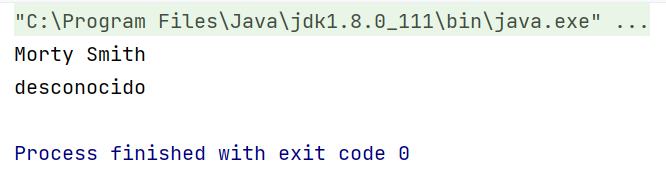 "C:\Program Files\Java\jdk1.8.0_111\bin\java.exe" ...
Morty Smith
desconocido
Process finished with exit code 0